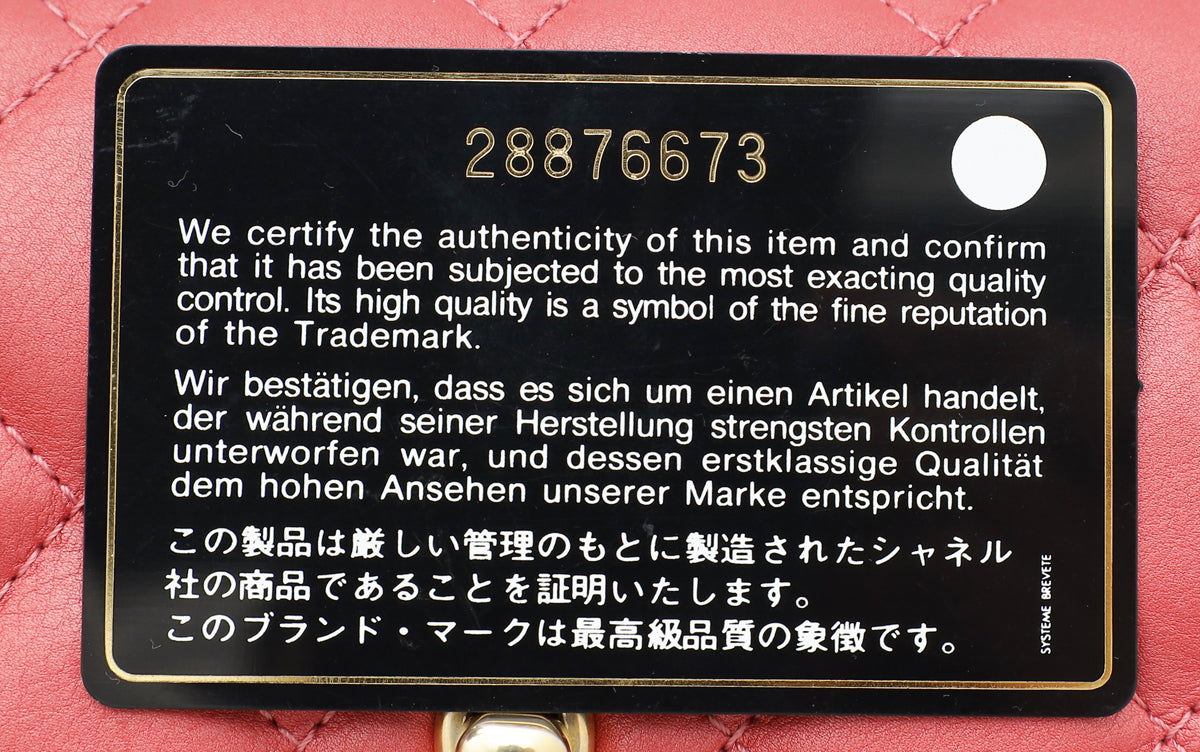 28876673
We certify the authenticity of this item and confirm
that it has been subjected to the most exacting quality
control. Its high quality is a symbol of the fine reputation
of the Trademark.
Wir bestätigen, dass es sich um einen Artikel handelt,
der während seiner Herstellung strengsten Kontrollen
unterworfen war, und dessen erstklassige Qualität
dem hohen Ansehen unserer Marke entspricht.
この製品は厳しい管理のもとに製造されたシャネル
社の商品であることを証明いたします。
このブランド・マークは最高級品質の象徴です。
SYSTEME BREVETE